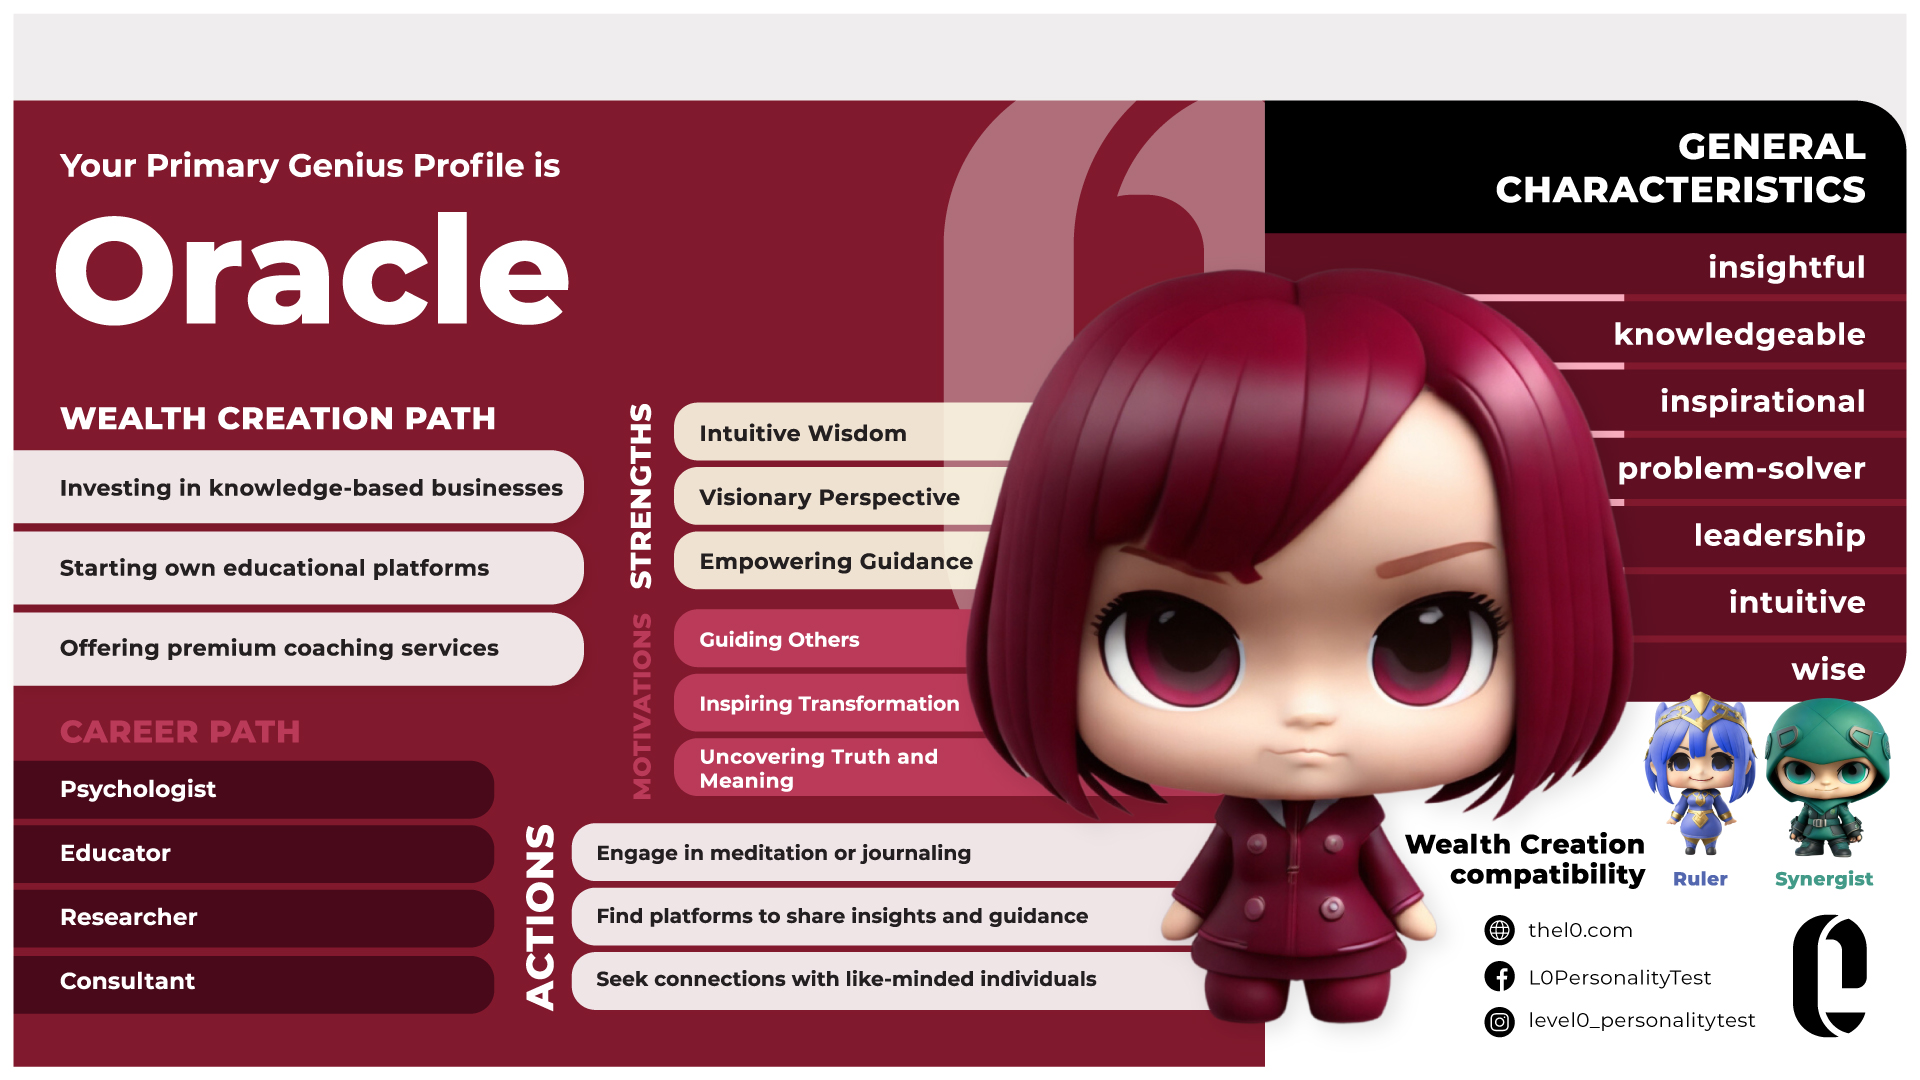 Your Primary Genius Profile is
Oracle
WEALTH CREATION PATH
Investing in knowledge-based businesses
Starting own educational platforms
Offering premium coaching services
CAREER PATH
Psychologist
Educator
Researcher
Consultant
STRENGTHS
Intuitive Wisdom
Visionary Perspective
Empowering Guidance
MOTIVATIONS
Guiding Others
Inspiring Transformation
Uncovering Truth and
Meaning
ACTIONS
Engage in meditation or journaling
Find platforms to share insights and guidance
Seek connections with like-minded individuals
GENERAL
CHARACTERISTICS
insightful
knowledgeable
inspirational
problem-solver
leadership
intuitive
wise
Wealth Creation
compatibility
Ruler
Synergist
thel0.com
L0PersonalityTest
level0_personalitytest